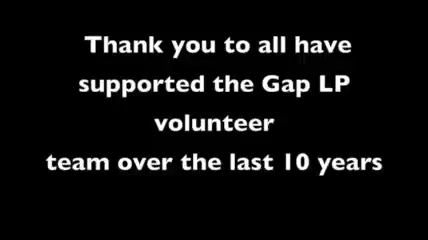 Thank you to all have
supported the Gap LP
volunteer
team over the last 10 years